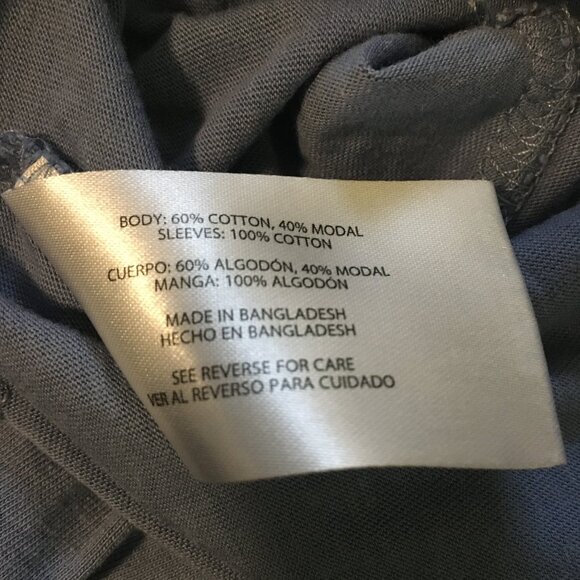 BODY: 60% COTTON, 40% MODAL
SLEEVES: 100% COTTON
CUERPO: 60% ALGODÓN, 40% MODAL
MANGA: 100% ALGODÓN
MADE IN BANGLADESH
HECHO EN BANGLADESH
SEE REVERSE FOR CARE
VER AL REVERSO PARA CUIDADO